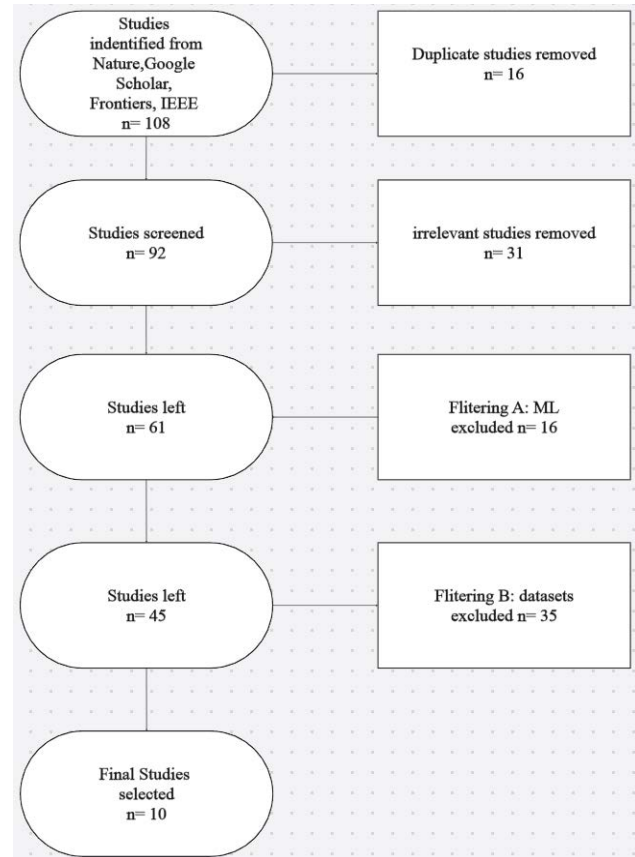 Studies
indentified from
Nature,Google
Scholar,
Frontiers, IEEE
n= 108
Duplicate studies removed
n= 16
Studies screened
n= 92
irrelevant studies removed
n= 31
Studies left
n= 61
Flitering A: ML
excluded n= 16
Studies left
n= 45
Flitering B: datasets
excluded n= 35
Final Studies
selected
n= 10